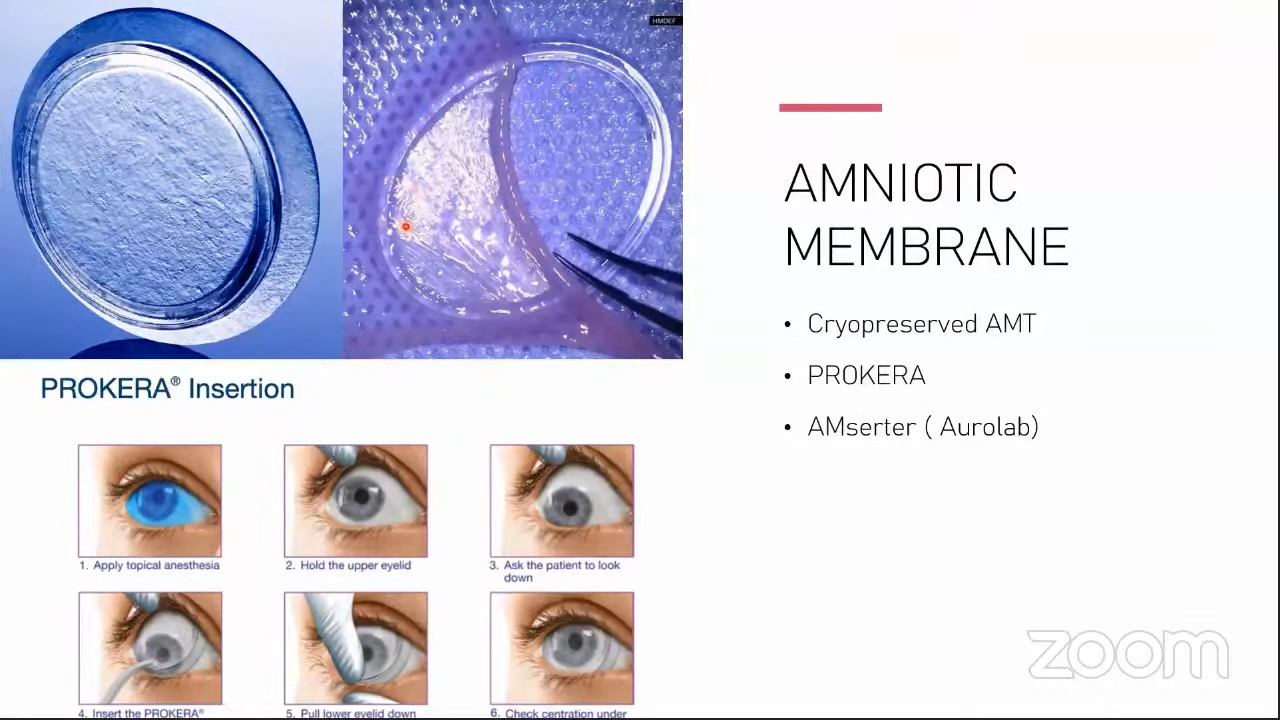 HMDEF
AMNIOTIC
MEMBRANE
• Cryopreserved AMT
• PROKERA
• AMserter ( Aurolab)
PROKERA® Insertion
1. Apply topical anesthesia
2. Hold the upper eyelid
3. Ask the patient to look
down
4. Insert the PROKERA®
5. Pull lower eyelid down
6. Check centration under
zoom